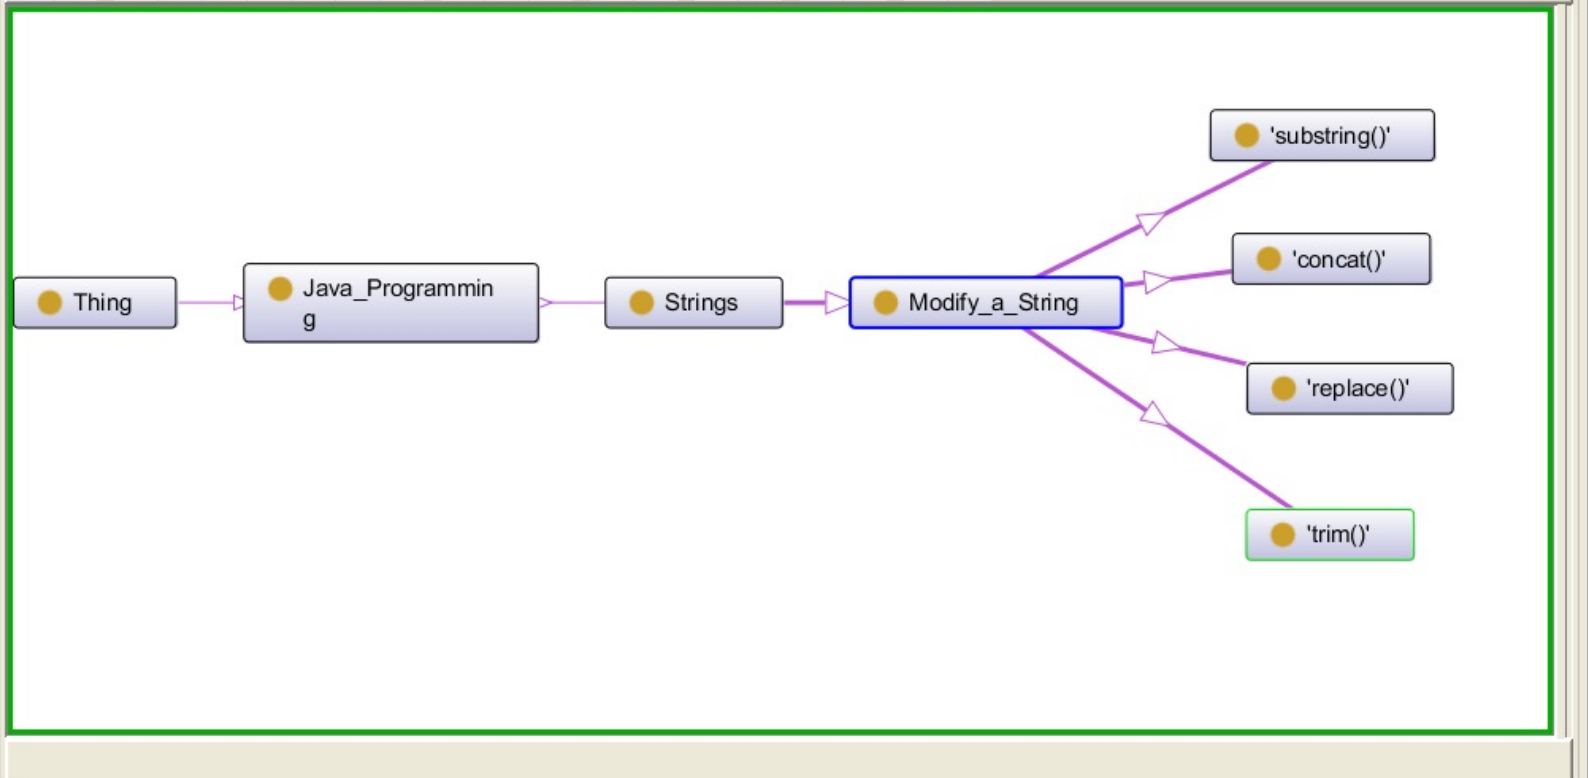 'substring()'
'concat()'
Thing
Java_Programmin
g
Strings
Modify_a_String
'replace()'
'trim()'